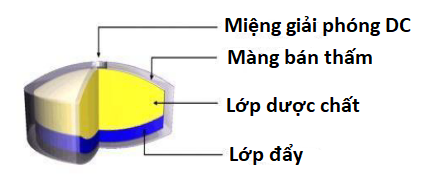 Miệng giải phóng DC
Màng bán thấm
Lớp dược chất
Lớp đẩy